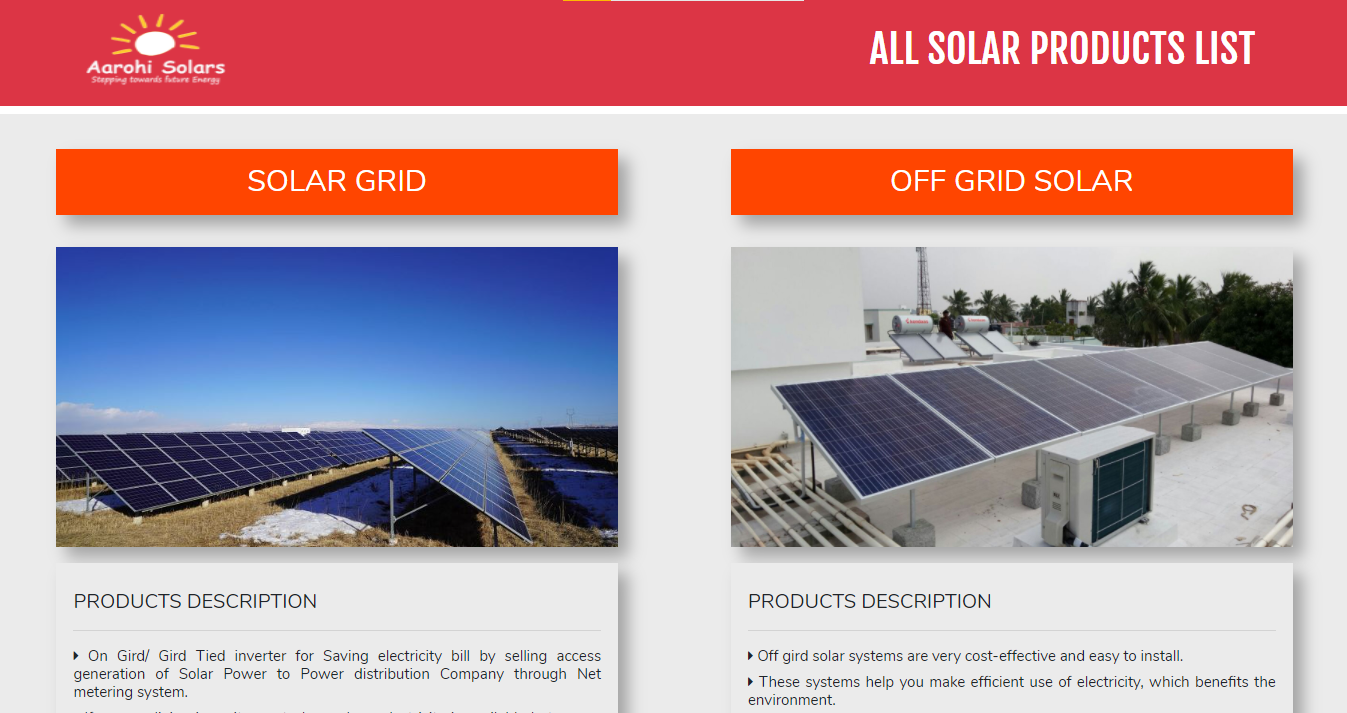 Aarohi Solars
Stepping towards future Energy
ALL SOLAR PRODUCTS LIST
SOLAR GRID
OFF GRID SOLAR
PRODUCTS DESCRIPTION
On Gird/ Gird Tied inverter for Saving electricity bill by selling access
generation of Solar Power to Power distribution Company through Net
metering system.
PRODUCTS DESCRIPTION
Off gird solar systems are very cost-effective and easy to install.
These systems help you make efficient use of electricity, which benefits the
environment.